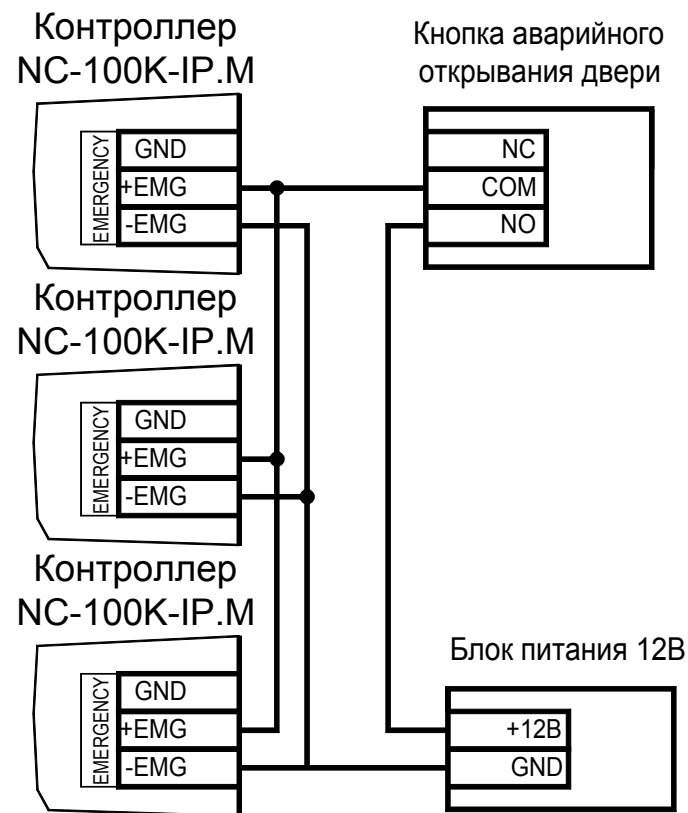 Контроллер
NC-100K-IP.M
EMERGENCY
GND
+EMG
-EMG
Кнопка аварийного
открывания двери
NC
COM
NO
Контроллер
NC-100K-IP.M
EMERGENCY
GND
+EMG
-EMG
Контроллер
NC-100K-IP.M
EMERGENCY
GND
+EMG
-EMG
Блок питания 12В
+12В
GND